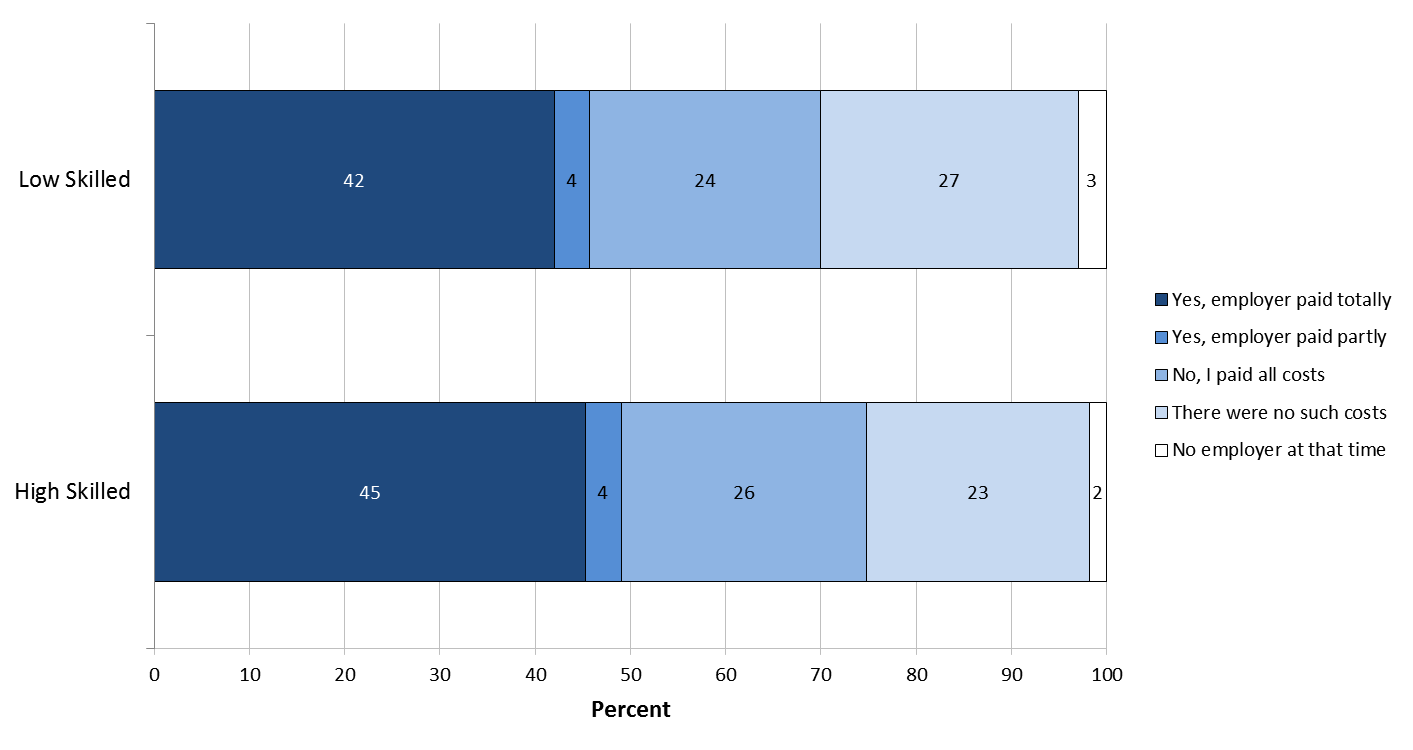 Low Skilled
42 4 24 27 3
High Skilled
45 4 26 23 2
0 10 20 30 40 50 60 70 80 90 100
Percent
Yes, employer paid totally
Yes, employer paid partly
No, I paid all costs
There were no such costs
No employer at that time